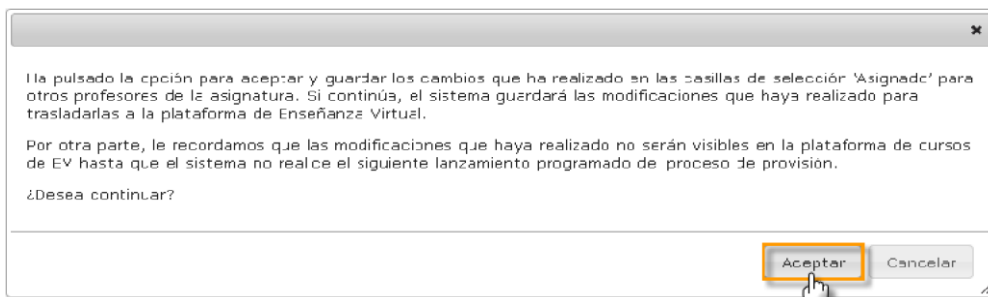 Ha pulsado la opción para aceptar y guardar los cambios que ha realizado en las casillas de selección 'Asignado' para
otros profesores de la asignatura. Si continúa, el sistema guardará las modificaciones que haya realizado para
trasladarlas a la plataforma de Enseñanza Virtual.
Por otra parte, le recordamos que las modificaciones que haya realizado no serán visibles en la plataforma de cursos
de EV hasta que el sistema no realice el siguiente lanzamiento programado de proceso de provisión.
¿Desea continuar?
Aceptar Cancelar